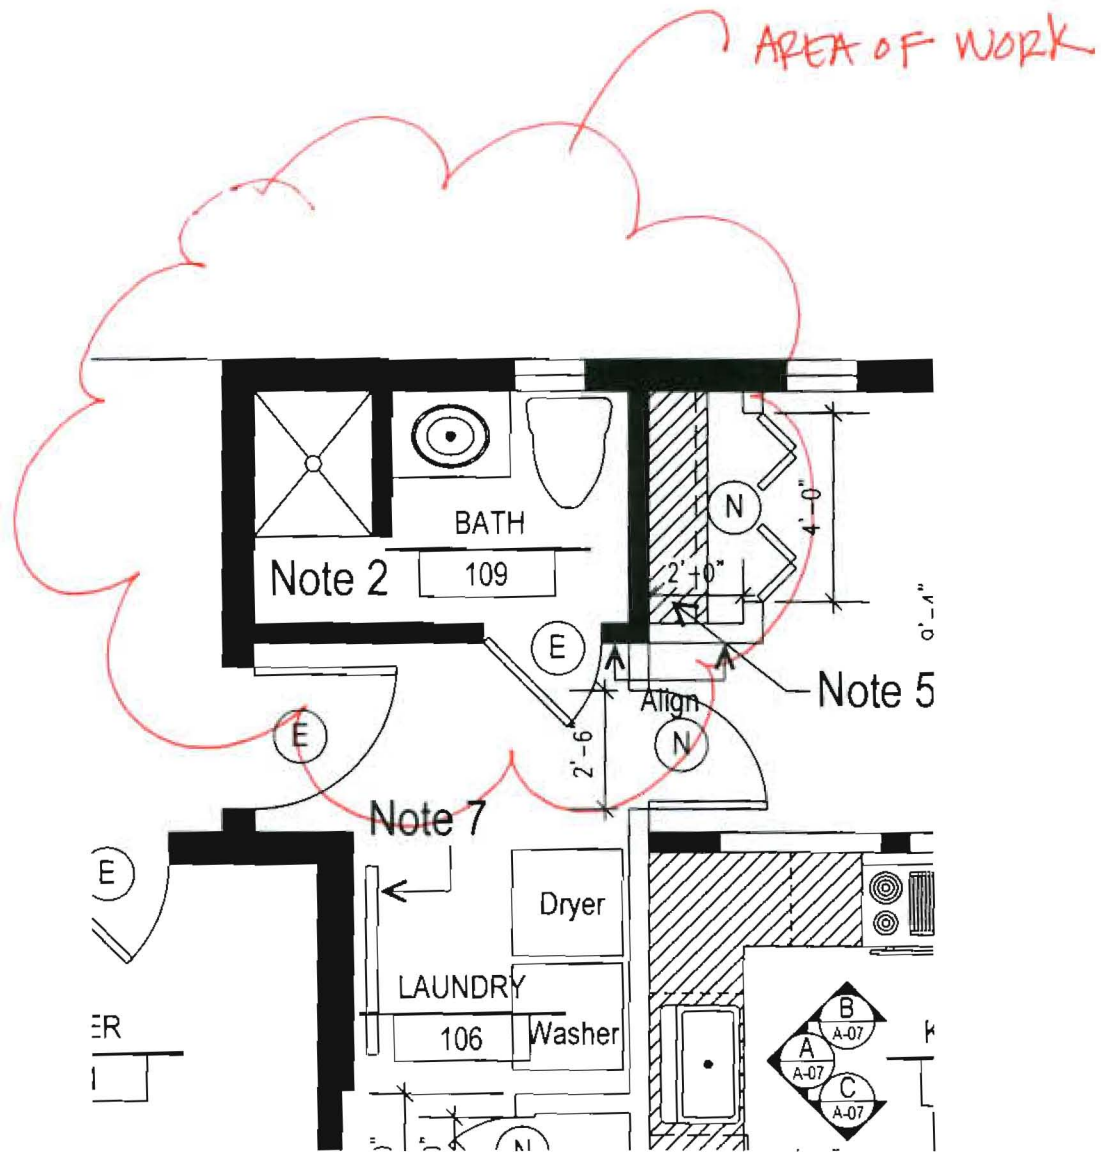 AREA OF WORK
BATH
109
Note 2
N
4'-0"
2'-0"
E
Note 5
Align
E
N
2'-6"
Note 7
E
Dryer
LAUNDRY
106
Washer
ER
B
A-07
A
A-07
C
A-07
K
N